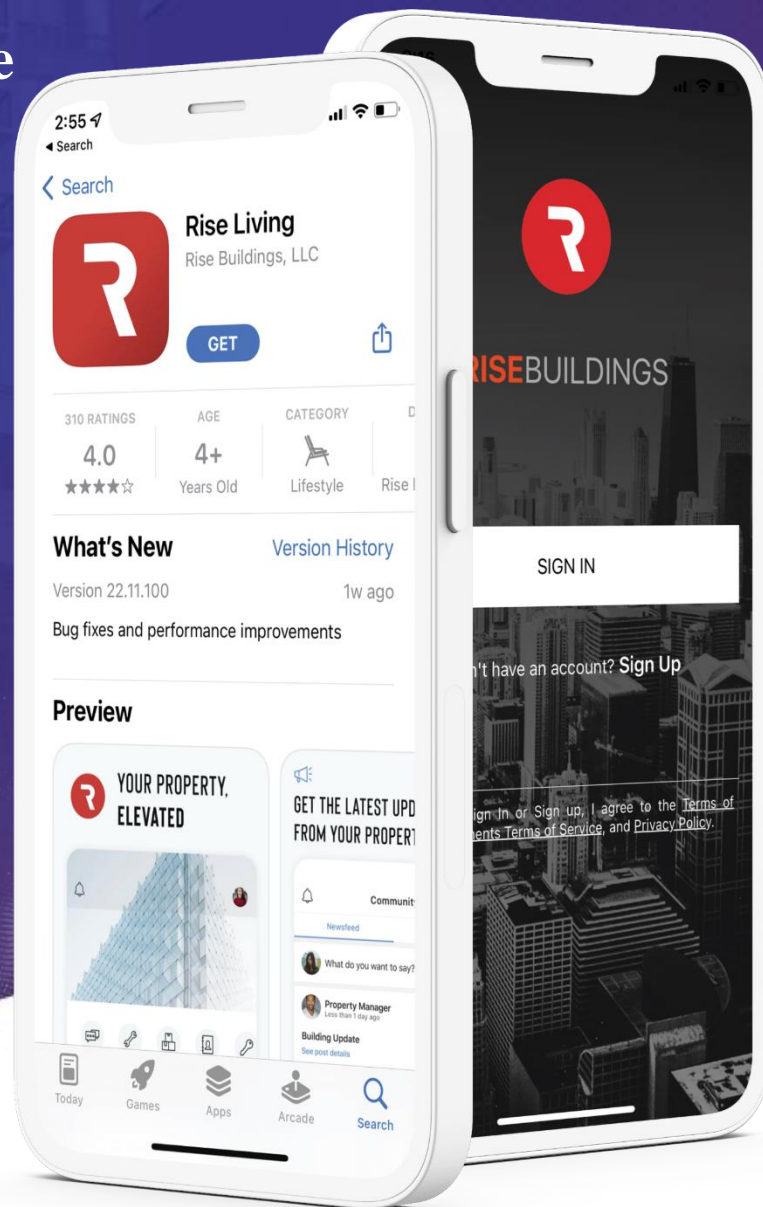 e
2:55
Search
Search
Rise Living
Rise Buildings, LLC
GET
310 RATINGS
AGE
CATEGORY
4.0
4+
★★★★☆
Years Old
Lifestyle
Rise
What's New
Version History
Version 22.11.100
1w ago
Bug fixes and performance improvements
Preview
YOUR PROPERTY,
ELEVATED
GET THE LATEST UPD
FROM YOUR PROPERT
Communit
Newsfeed
What do you want to say?
Property Manager
Less than 1 day ago
Building Update
See post details
Today
Games
Apps
Arcade
Search
RISEBUILDINGS
SIGN IN
't have an account? Sign Up
ign In or Sign up, I agree to the Terms of
ents Terms of Service, and Privacy Policy.